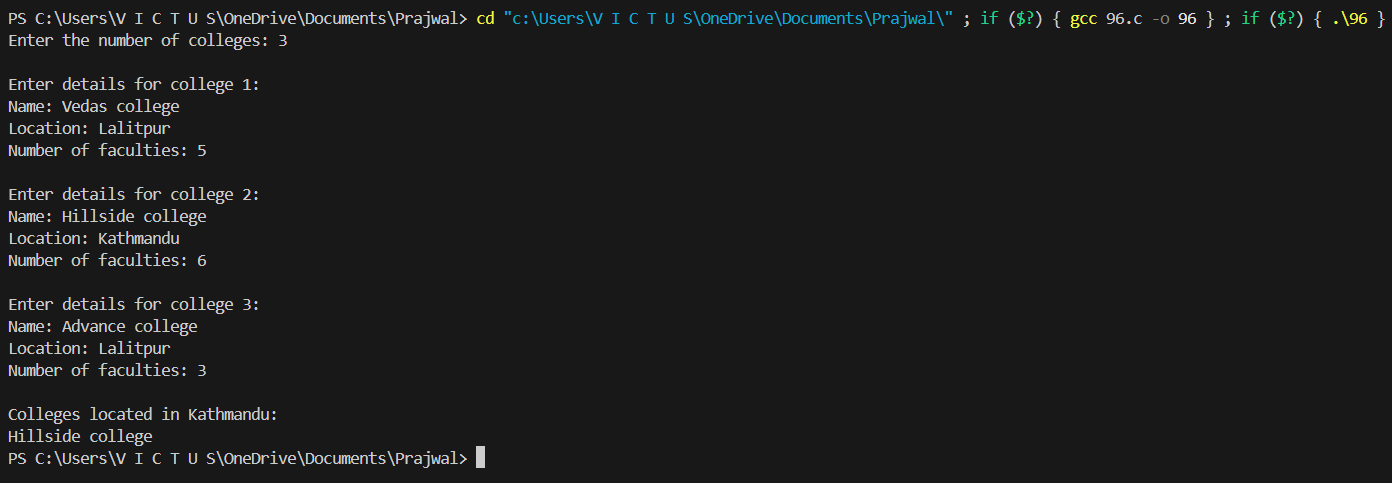 PS C:\Users\V I C T U S\OneDrive\Documents\Prajwal> cd "c:\Users\V I C T U S\OneDrive\Documents\Prajwal\" ; if ($?) { gcc 96.c -o 96 } ; if ($?) { .\96 }
Enter the number of colleges: 3
Enter details for college 1:
Name: Vedas college
Location: Lalitpur
Number of faculties: 5
Enter details for college 2:
Name: Hillside college
Location: Kathmandu
Number of faculties: 6
Enter details for college 3:
Name: Advance college
Location: Lalitpur
Number of faculties: 3
Colleges located in Kathmandu:
Hillside college
PS C:\Users\V I C T U S\OneDrive\Documents\Prajwal>